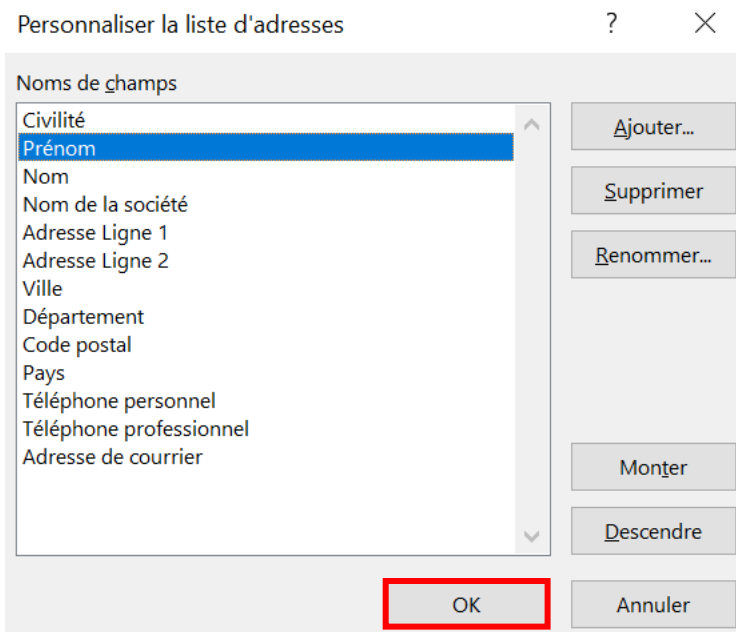 Personnaliser la liste d'adresses ?
Noms de champs
Civilité
Prénom
Nom
Nom de la société
Adresse Ligne 1
Adresse Ligne 2
Ville
Département
Code postal
Pays
Téléphone personnel
Téléphone professionnel
Adresse de courrier
Ajouter...
Supprimer
Renommer...
Monter
Descendre
OK
Annuler